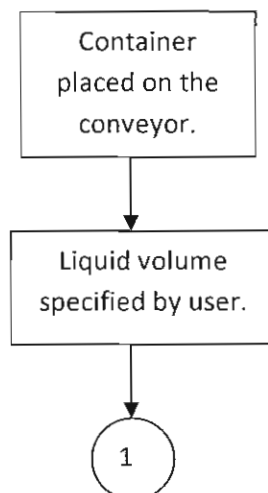 Container
placed on the
conveyor.
Liquid volume
specified by user.
1